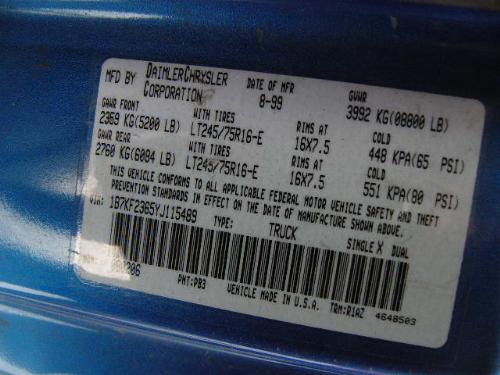 MFD BY DAIMLERCHRYSLER CORPORATION DATE OF MFR 8-99 GVWR 3992 KG(08800 LB)
GAWR FRONT WITH TIRES RIMS AT COLD
2369 KG(5200 LB) LT245/75R16-E 16X7.5 448 KPA(65 PSI)
GAWR REAR WITH TIRES RIMS AT COLD
2760 KG(6084 LB) LT245/75R16-E 16X7.5 551 KPA(80 PSI)
THIS VEHICLE CONFORMS TO ALL APPLICABLE FEDERAL MOTOR VEHICLE SAFETY AND THEFT
PREVENTION STANDARDS IN EFFECT ON THE DATE OF MANUFACTURE SHOWN ABOVE.
VIN: 1B7KF2365YJ115489 TYPE: TRUCK SINGLE X DUAL
PNT:PB3 VEHICLE MADE IN U.S.A. TRM:R1AZ 4648503